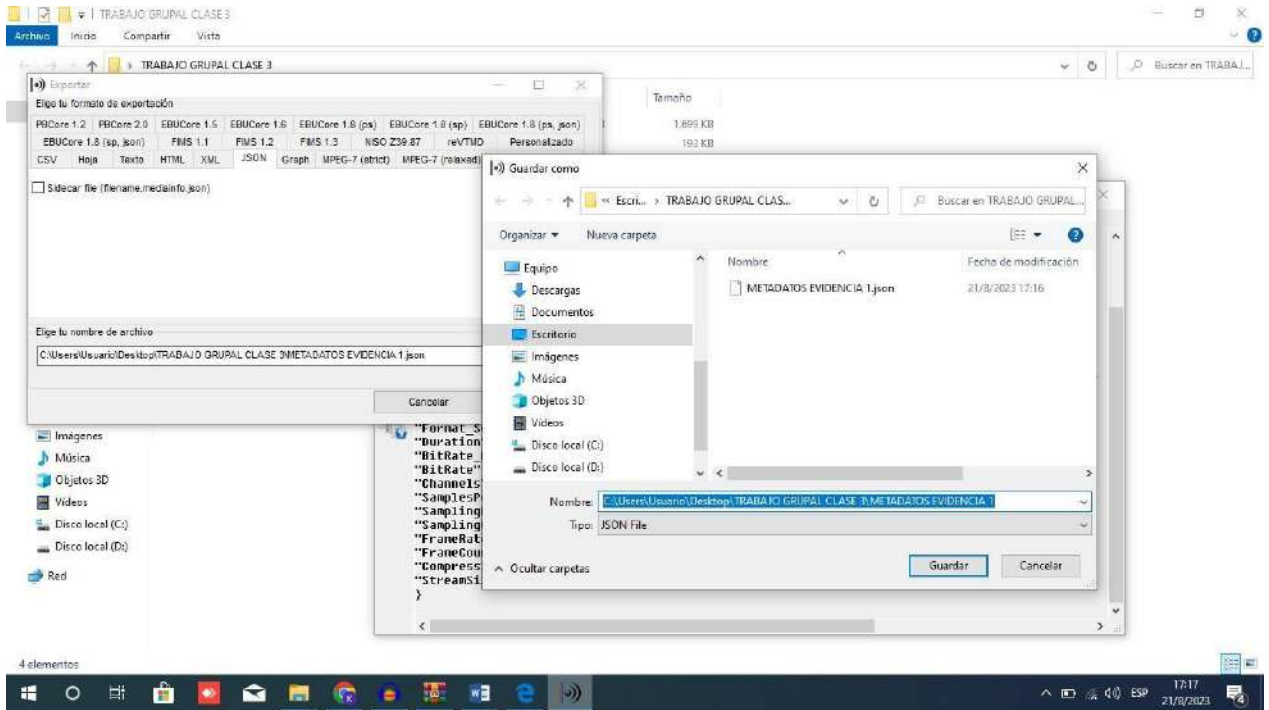 TRABAJO GRUPAL CLASE 3
Archivo Inicio Compartir Vista
TRABAJO GRUPAL CLASE 3
Buscar en TRABAJ...
Exportar
Elige tu formato de exportación
PBCore 1.2 PBCore 2.0 EBUCore 1.5 EBUCore 1.6 EBUCore 1.8 (ps) EBUCore 1.8 (sp) EBUCore 1.8 (ps, json)
EBUCore 1.8 (sp, json) FIMS 1.1 FIMS 1.2 FIMS 1.3 NISO Z39.87 reVTMD Personalizado
CSV Hoja Texto HTML XML JSON Graph MPEG-7 (strict) MPEG-7 (relaxed)
Sidecar file (filename.mediainfo.json)
Elige tu nombre de archivo
C:\Users\Usuario\Desktop\TRABAJO GRUPAL CLASE 3\METADATOS EVIDENCIA 1.json
Cancelar
Tamaño
1.699 KB
193 KB
Guardar como
« Escri... › TRABAJO GRUPAL CLAS...
Buscar en TRABAJO GRUPAL...
Organizar Nueva carpeta
Equipo
Descargas
Documentos
Escritorio
Imágenes
Música
Objetos 3D
Vídeos
Disco local (C:)
Disco local (D:)
Nombre Fecha de modificación
METADATOS EVIDENCIA 1.json 21/8/2023 17:16
Nombre: C:\Users\Usuario\Desktop\TRABAJO GRUPAL CLASE 3\METADATOS EVIDENCIA 1
Tipo: JSON File
Ocultar carpetas
Guardar Cancelar
Imágenes
Música
Objetos 3D
Vídeos
Disco local (C:)
Disco local (D:)
Red
"Format_S
"Duration
"BitRate_
"BitRate"
"Channels
"SamplesP
"Sampling
"Sampling
"FrameRat
"FrameCou
"Compress
"StreamSi
}
4 elementos
ESP
17:17
21/8/2023
4